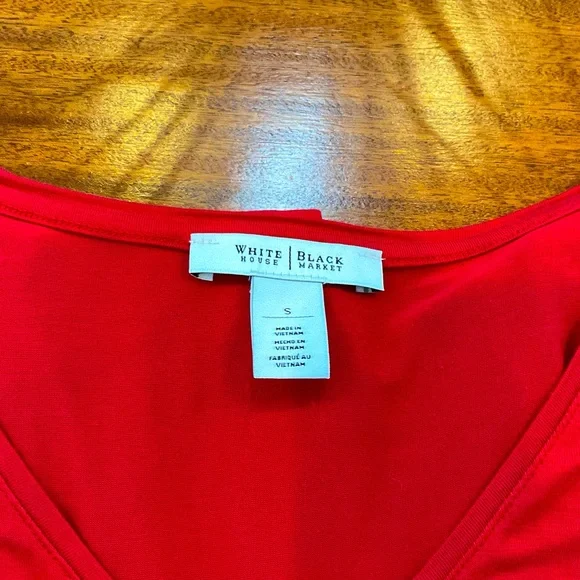 WHITE | BLACK
HOUSE | MARKET
S
MADE IN
VIETNAM
HECHO EN
VIETNAM
FABRIQUÉ AU
VIETNAM